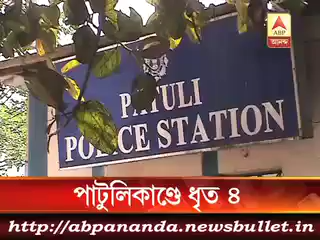 abp
আনন্দ
PATULI
POLICE STATION
পাটুলিকাণ্ডে ধৃত ৪
http://abpananda.newsbullet.in